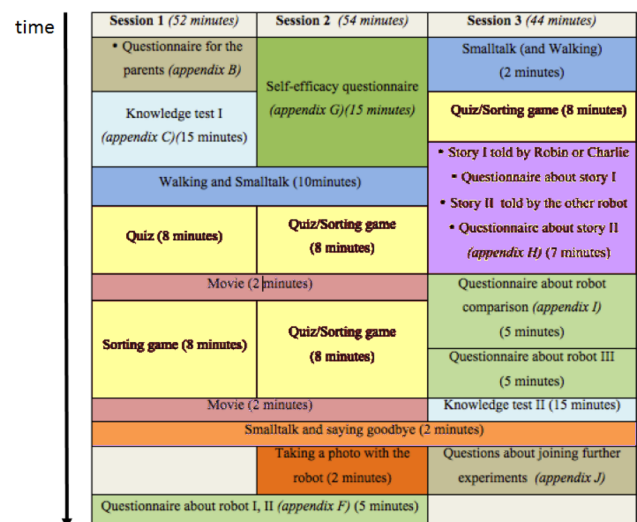 time
Session 1 (52 minutes)
Session 2 (54 minutes)
Session 3 (44 minutes)
• Questionnaire for the
parents (appendix B)
Self-efficacy questionnaire
(appendix G)(15 minutes)
Smalltalk (and Walking)
(2 minutes)
Knowledge test I
(appendix C)(15 minutes)
Quiz/Sorting game (8 minutes)
• Story I told by Robin or Charlie
• Questionnaire about story I
• Story II told by the other robot
• Questionnaire about story II
(appendix H) (7 minutes)
Walking and Smalltalk (10minutes)
Quiz (8 minutes)
Quiz/Sorting game
(8 minutes)
Movie (2 minutes)
Questionnaire about robot
comparison (appendix I)
(5 minutes)
Sorting game (8 minutes)
Quiz/Sorting game
(8 minutes)
Questionnaire about robot III
(5 minutes)
Movie (2 minutes)
Knowledge test II (15 minutes)
Smalltalk and saying goodbye (2 minutes)
Taking a photo with the
robot (2 minutes)
Questions about joining further
experiments (appendix J)
Questionnaire about robot I, II (appendix F) (5 minutes)